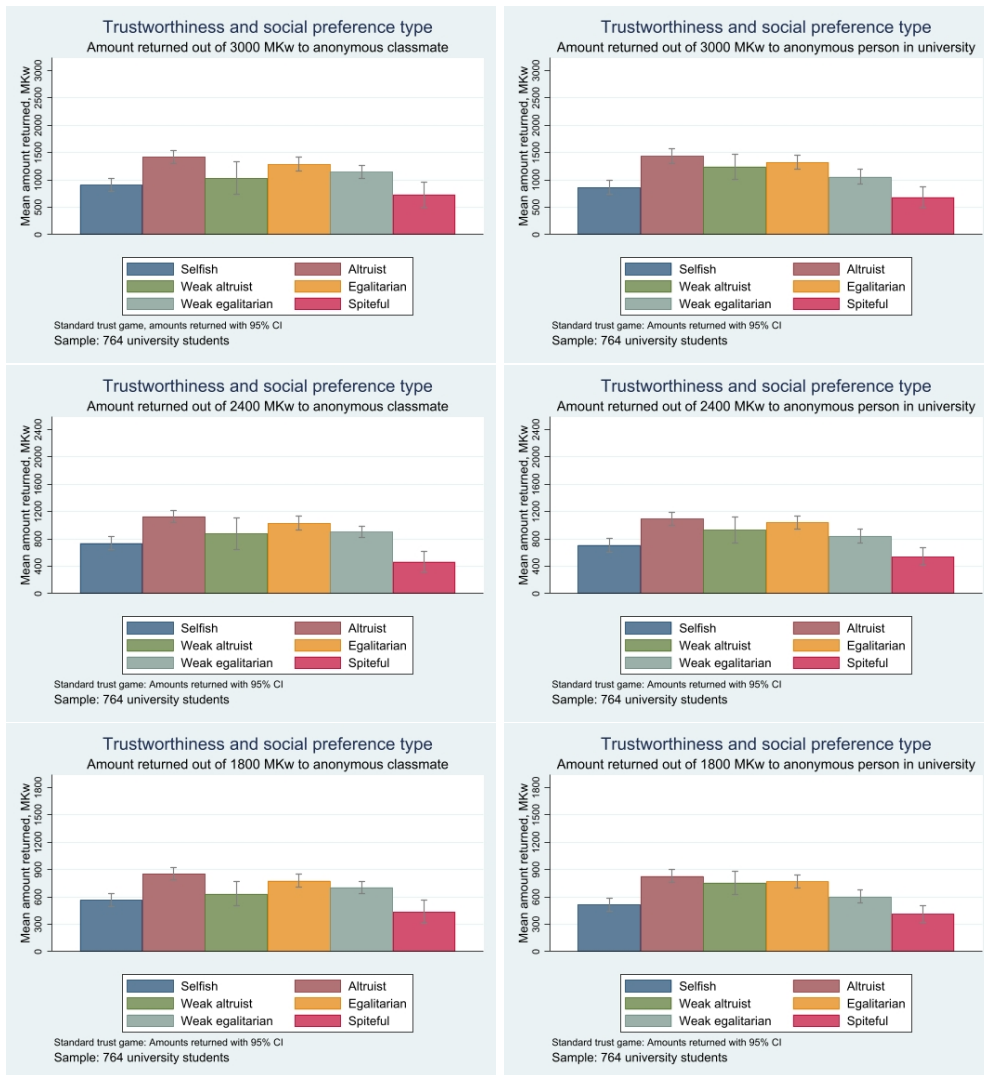 Trustworthiness and social preference type
Amount returned out of 3000 MKw to anonymous classmate
Mean amount returned, MKw
3000
2500
2000
1500
1000
500
0
Selfish Altruist
Weak altruist Egalitarian
Weak egalitarian Spiteful
Standard trust game, amounts returned with 95% CI
Sample: 764 university students
Trustworthiness and social preference type
Amount returned out of 3000 MKw to anonymous person in university
Mean amount returned, MKw
3000
2500
2000
1500
1000
500
0
Selfish Altruist
Weak altruist Egalitarian
Weak egalitarian Spiteful
Standard trust game: Amounts returned with 95% CI
Sample: 764 university students
Trustworthiness and social preference type
Amount returned out of 2400 MKw to anonymous classmate
Mean amount returned, MKw
2400
2000
1600
1200
800
400
0
Selfish Altruist
Weak altruist Egalitarian
Weak egalitarian Spiteful
Standard trust game: Amounts returned with 95% CI
Sample: 764 university students
Trustworthiness and social preference type
Amount returned out of 2400 MKw to anonymous person in university
Mean amount returned, MKw
2400
2000
1600
1200
800
400
0
Selfish Altruist
Weak altruist Egalitarian
Weak egalitarian Spiteful
Standard trust game: Amounts returned with 95% CI
Sample: 764 university students
Trustworthiness and social preference type
Amount returned out of 1800 MKw to anonymous classmate
Mean amount returned, MKw
1800
1500
1200
900
600
300
0
Selfish Altruist
Weak altruist Egalitarian
Weak egalitarian Spiteful
Standard trust game: Amounts returned with 95% CI
Sample: 764 university students
Trustworthiness and social preference type
Amount returned out of 1800 MKw to anonymous person in university
Mean amount returned, MKw
1800
1500
1200
900
600
300
0
Selfish Altruist
Weak altruist Egalitarian
Weak egalitarian Spiteful
Standard trust game: Amounts returned with 95% CI
Sample: 764 university students